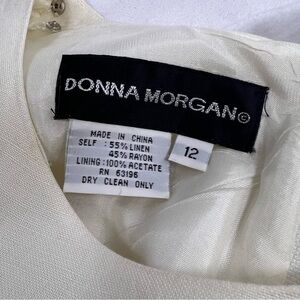 DONNA MORGAN©
MADE IN CHINA
SELF : 55% LINEN
45% RAYON
LINING : 100% ACETATE
RN 63196
DRY CLEAN ONLY
12